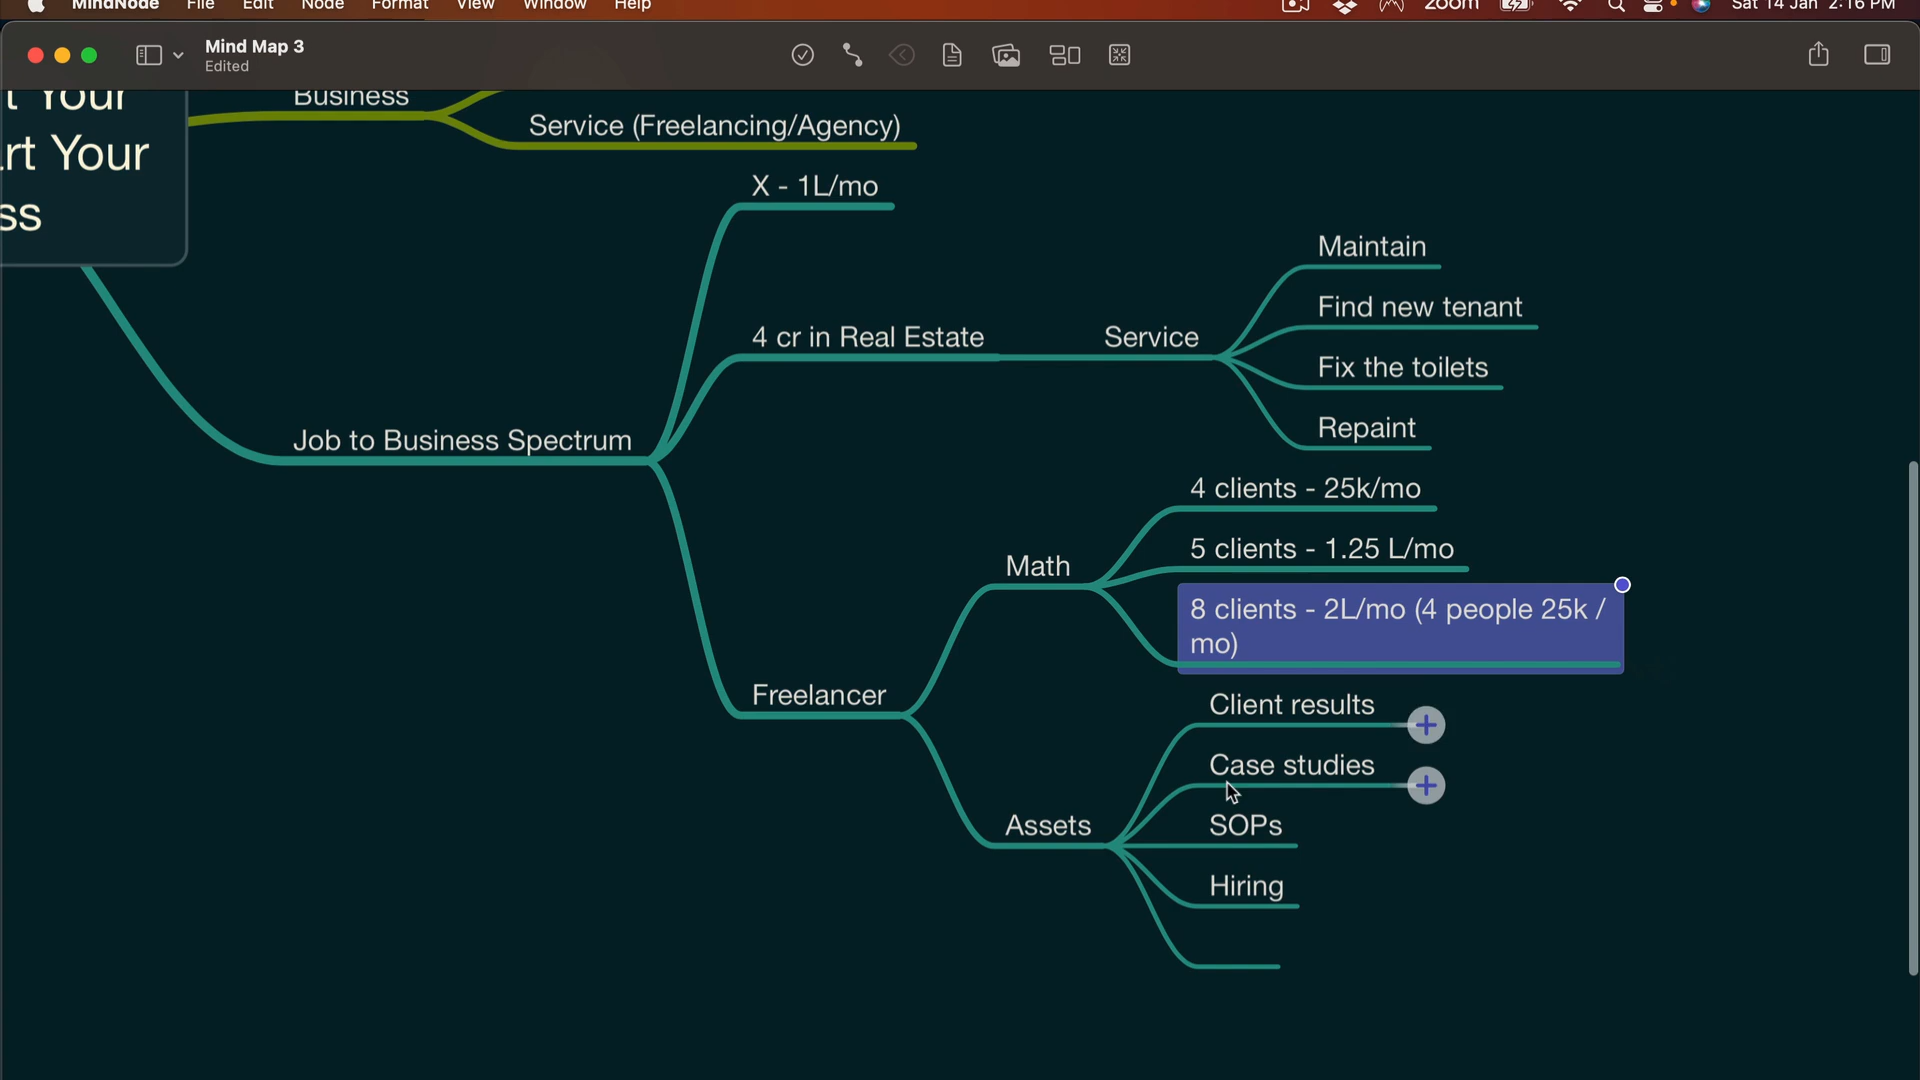 MindNode File Edit Node Format View Window Help zoom Sat 14 Jan 2:16 PM
Mind Map 3
Edited
t Your
rt Your
ss
Business
Service (Freelancing/Agency)
X - 1L/mo
Maintain
Find new tenant
4 cr in Real Estate
Service
Fix the toilets
Repaint
Job to Business Spectrum
4 clients - 25k/mo
5 clients - 1.25 L/mo
Math
8 clients - 2L/mo (4 people 25k /
mo)
Freelancer
Client results
Case studies
Assets
SOPs
Hiring